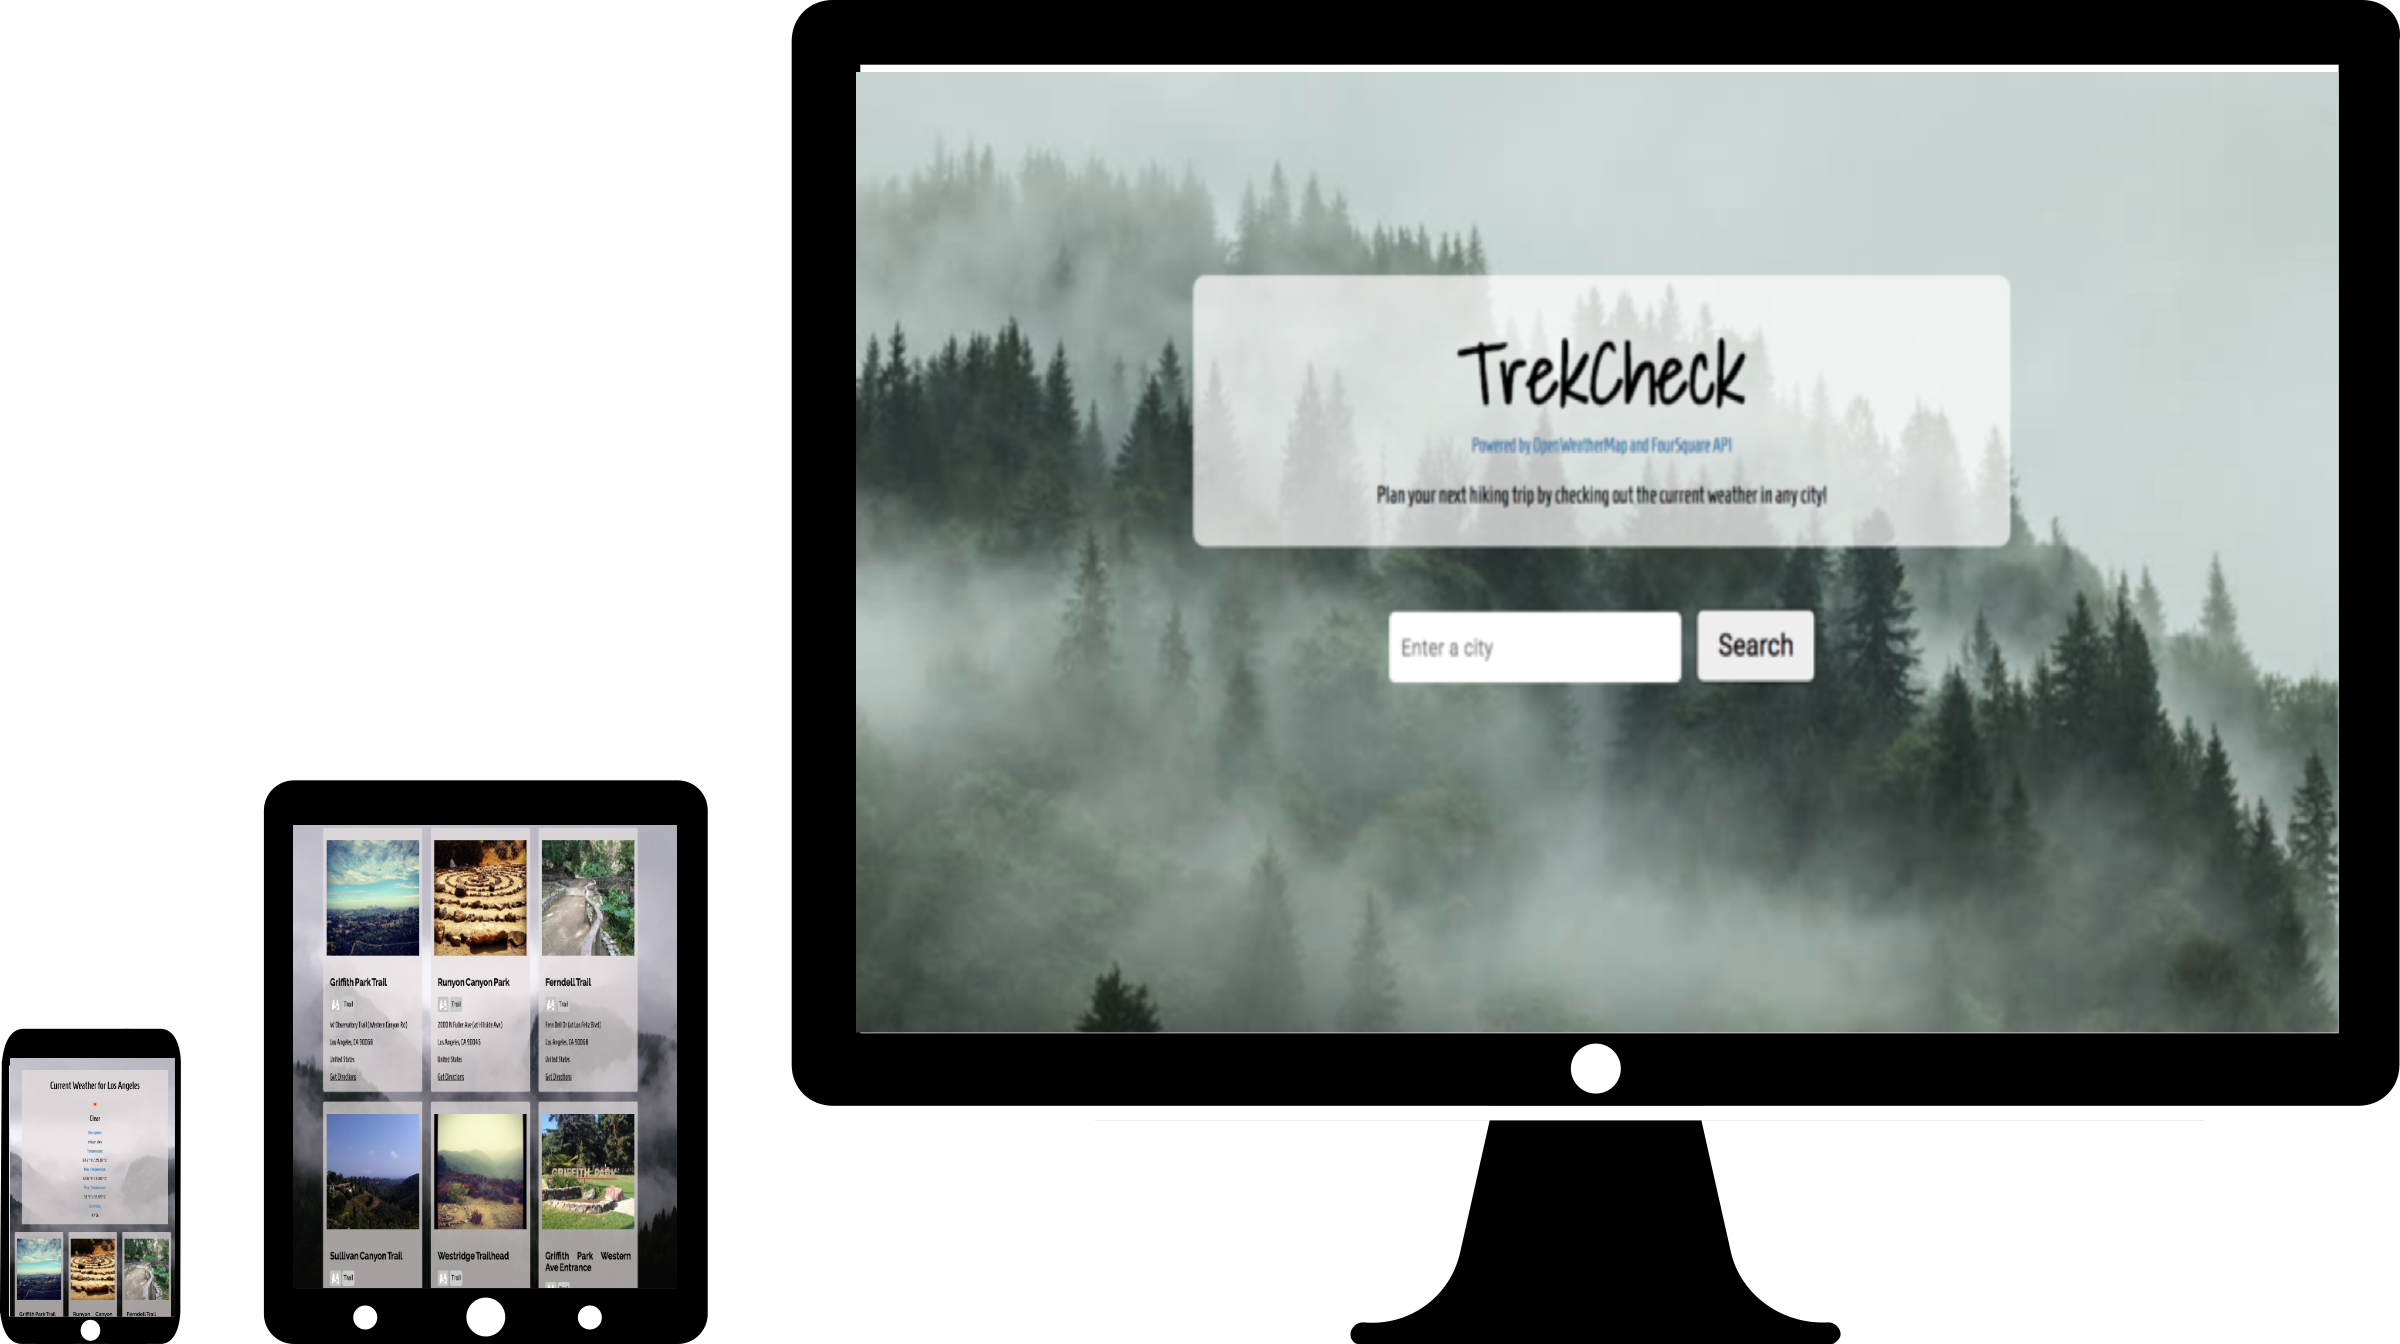 TrekCheck
Powered by OpenWeatherMap and FourSquare API
Plan your next hiking trip by checking out the current weather in any city!
Enter a city
Search
Griffith Park Trail
Trail
W Observatory Trail (Western Canyon Rd)
Los Angeles, CA 90068
United States
Get Directions
Runyon Canyon Park
Trail
2000 N Fuller Ave (at Hillside Ave)
Los Angeles, CA 90046
United States
Get Directions
Ferndell Trail
Trail
Fern Dell Dr (at Los Feliz Blvd)
Los Angeles, CA 90068
United States
Get Directions
Sullivan Canyon Trail
Trail
Westridge Trailhead
Trail
GRIFFITH PARK
Griffith Park Western
Ave Entrance
Current Weather for Los Angeles
Clear
Griffith Park Trail
Runyon Canyon
Ferndell Trail